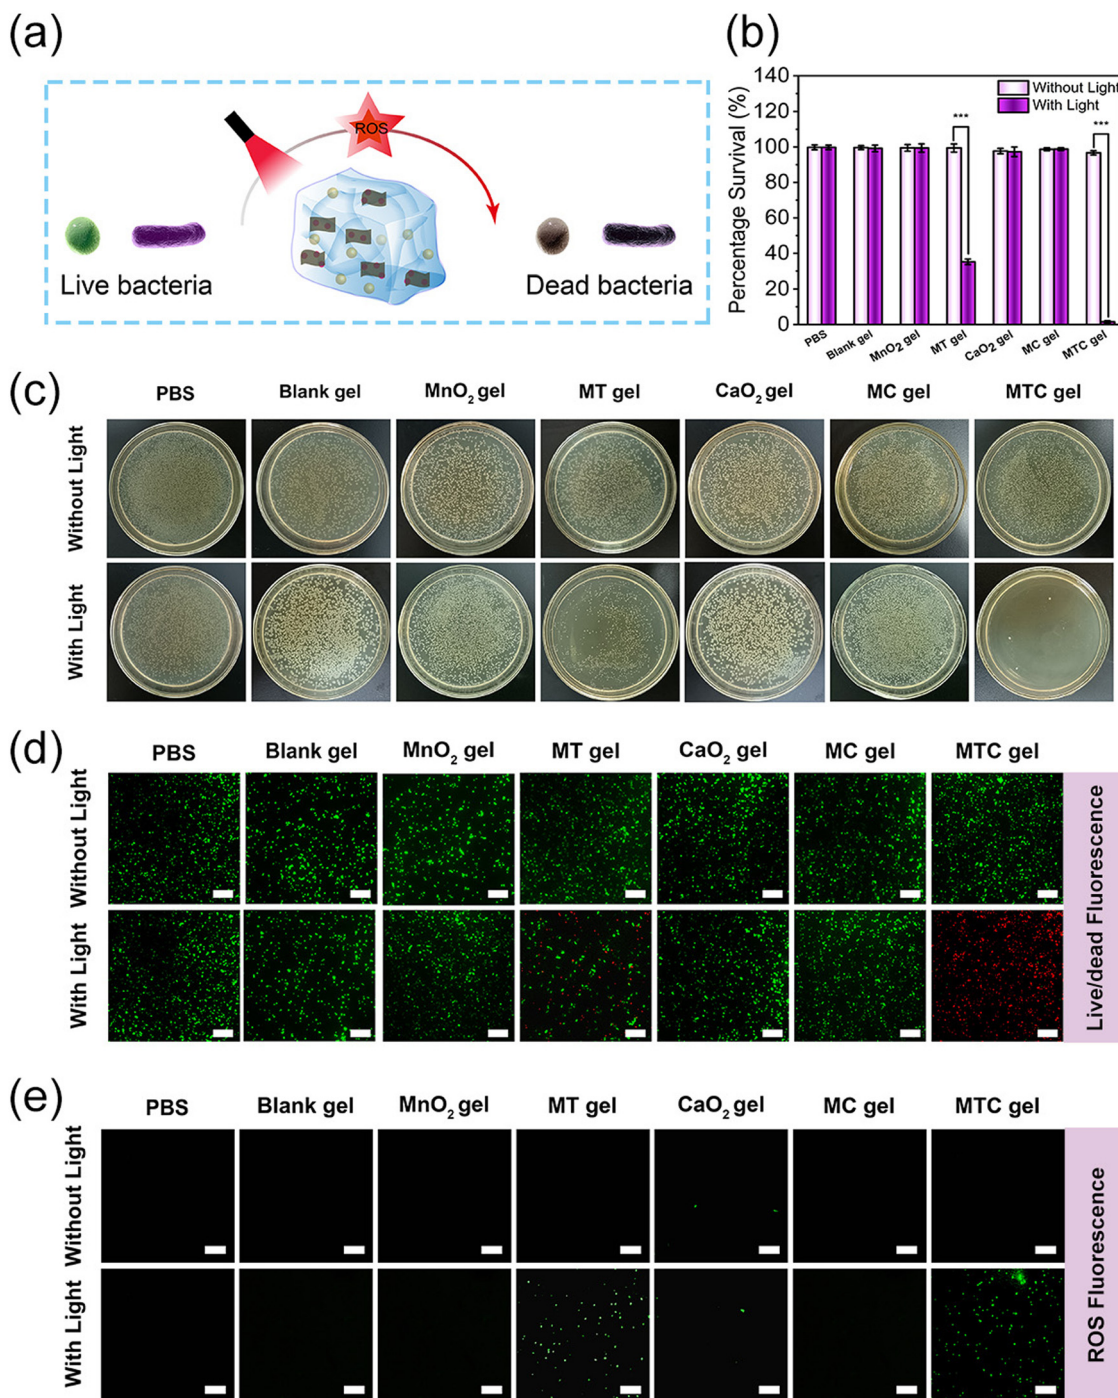 (a)
ROS
Live bacteria
Dead bacteria
(b)
Percentage Survival (%)
140
120
100
80
60
40
20
0
Without Light
With Light
***
***
PBS
Blank gel
MnO₂ gel
MT gel
CaO₂ gel
MC gel
MTC gel
(c)
PBS Blank gel MnO₂ gel MT gel CaO₂ gel MC gel MTC gel
Without Light
With Light
(d)
PBS Blank gel MnO₂ gel MT gel CaO₂ gel MC gel MTC gel
Without Light
With Light
Live/dead Fluorescence
(e)
PBS Blank gel MnO₂ gel MT gel CaO₂ gel MC gel MTC gel
Without Light
With Light
ROS Fluorescence